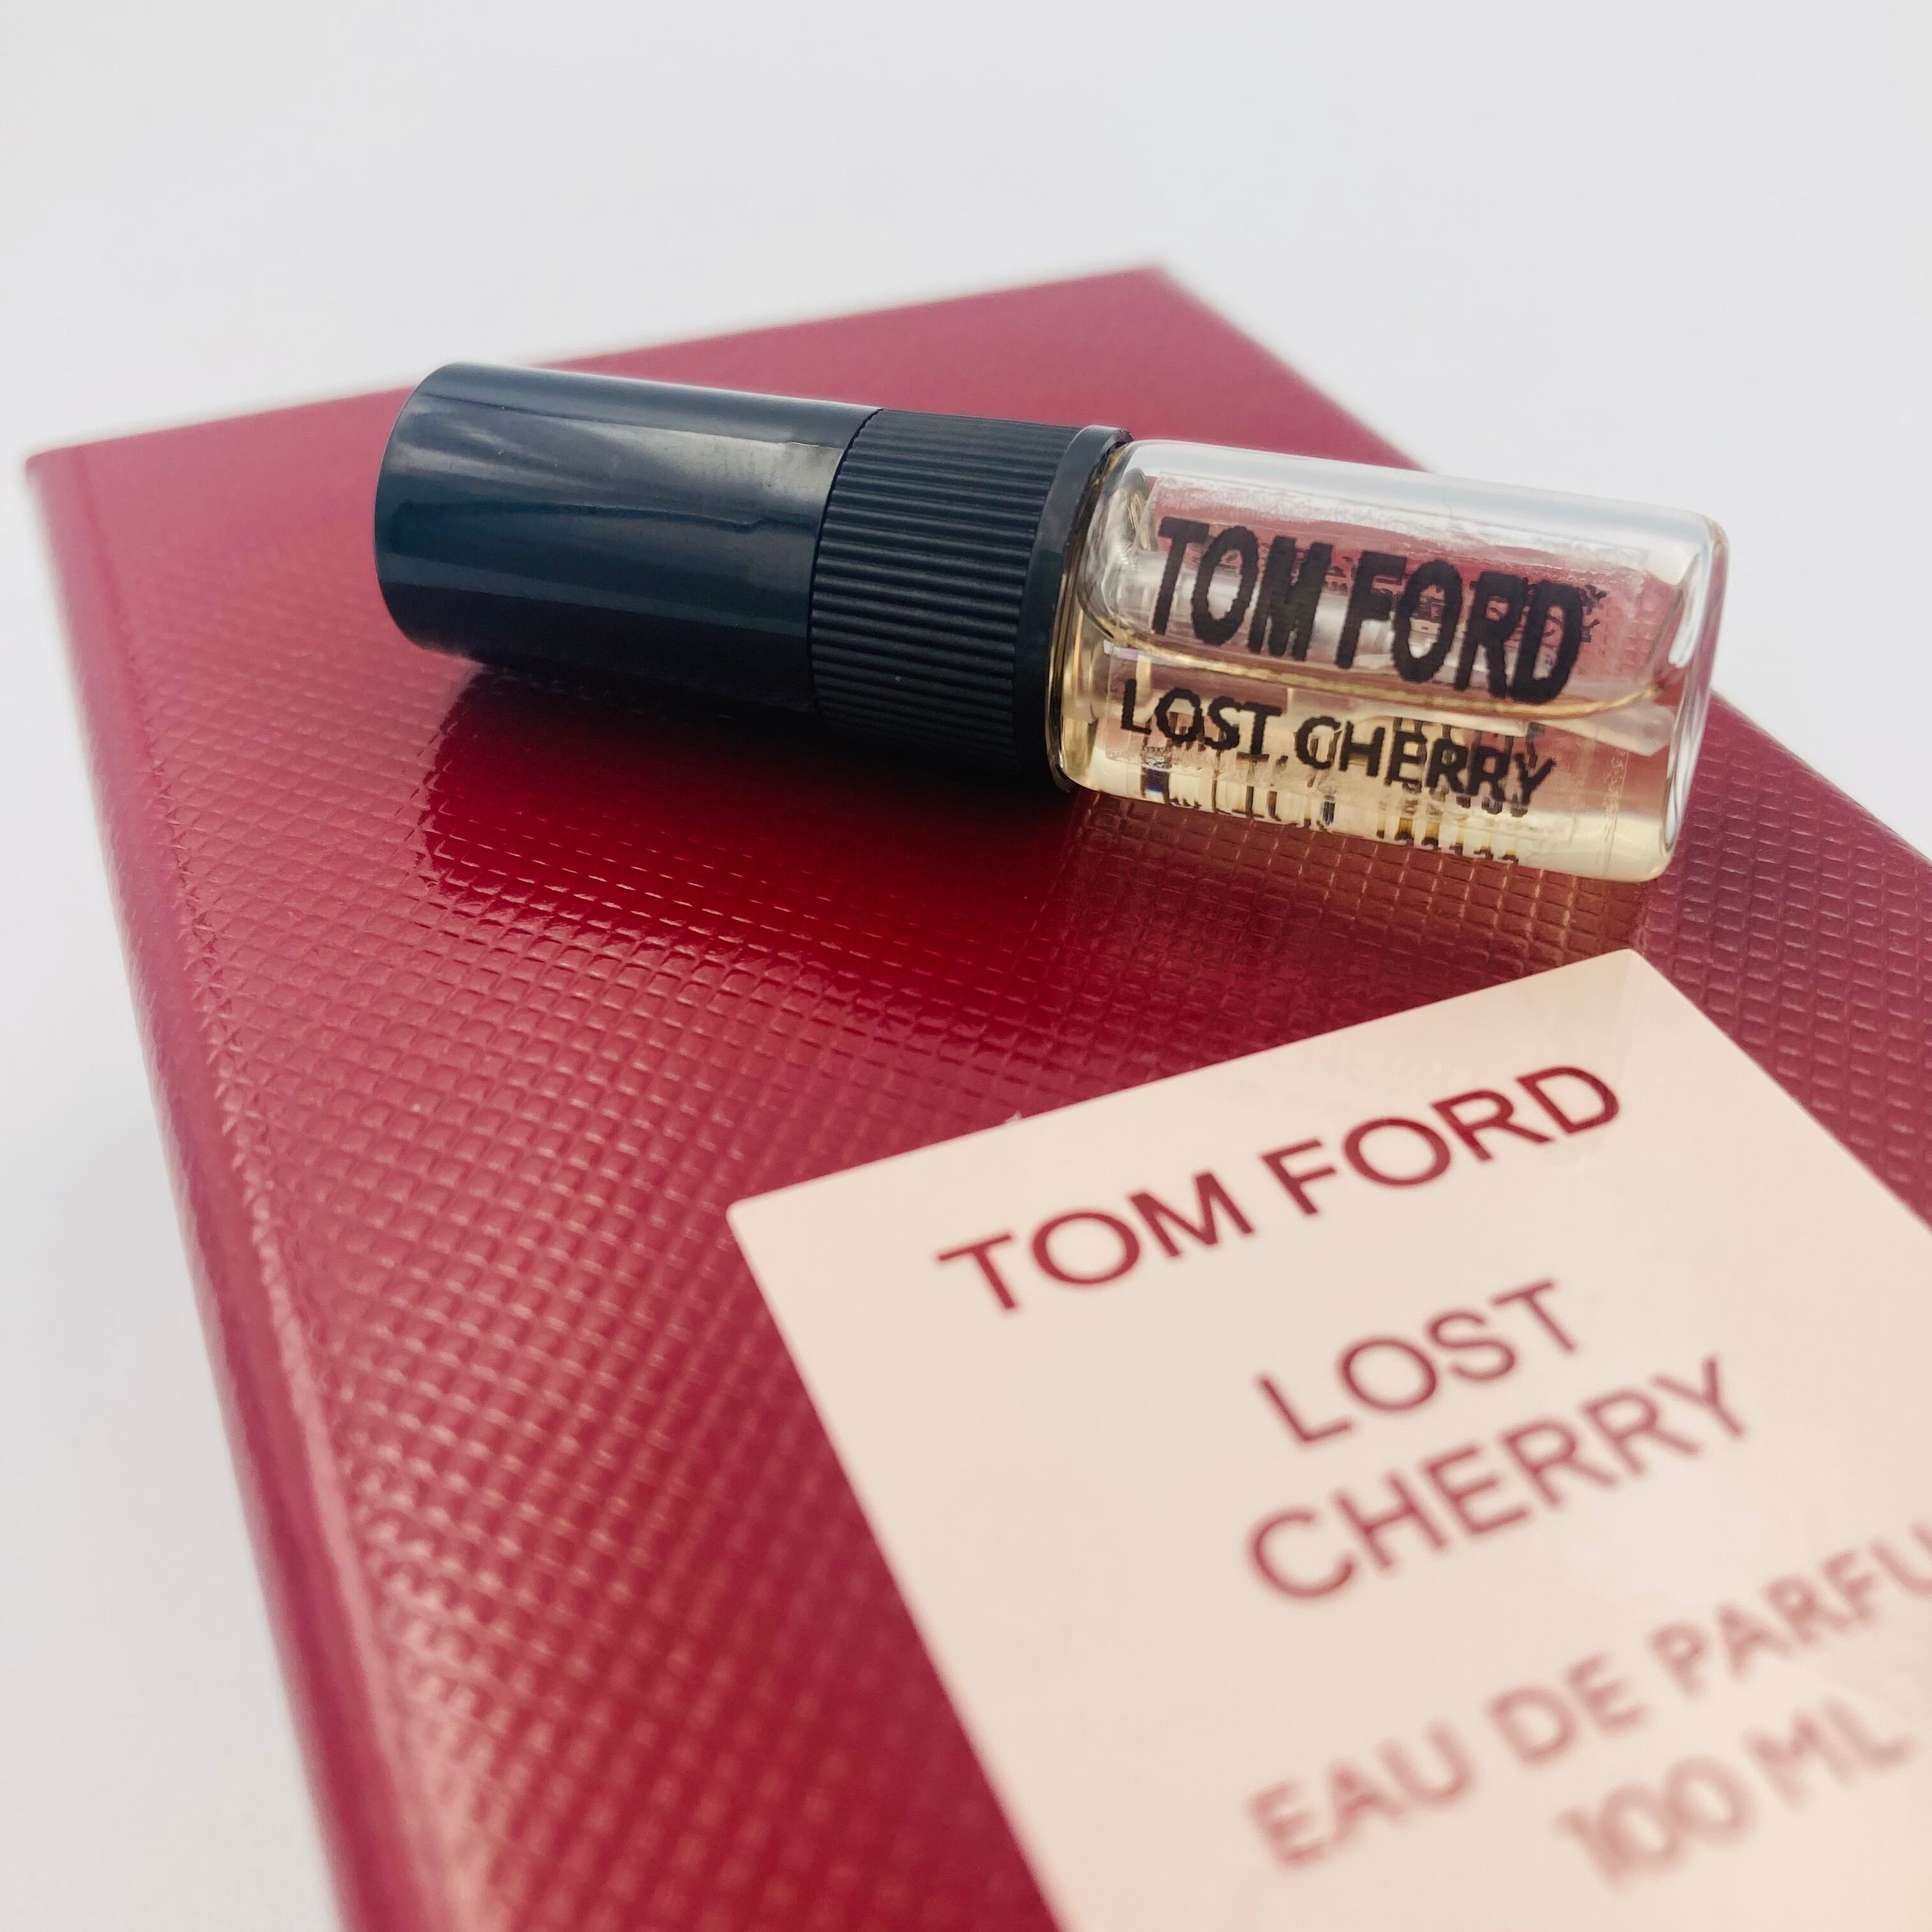 TOM FORD
LOST CHERRY
TOM FORD
LOST
CHERRY
EAU DE PARFU
100 ML